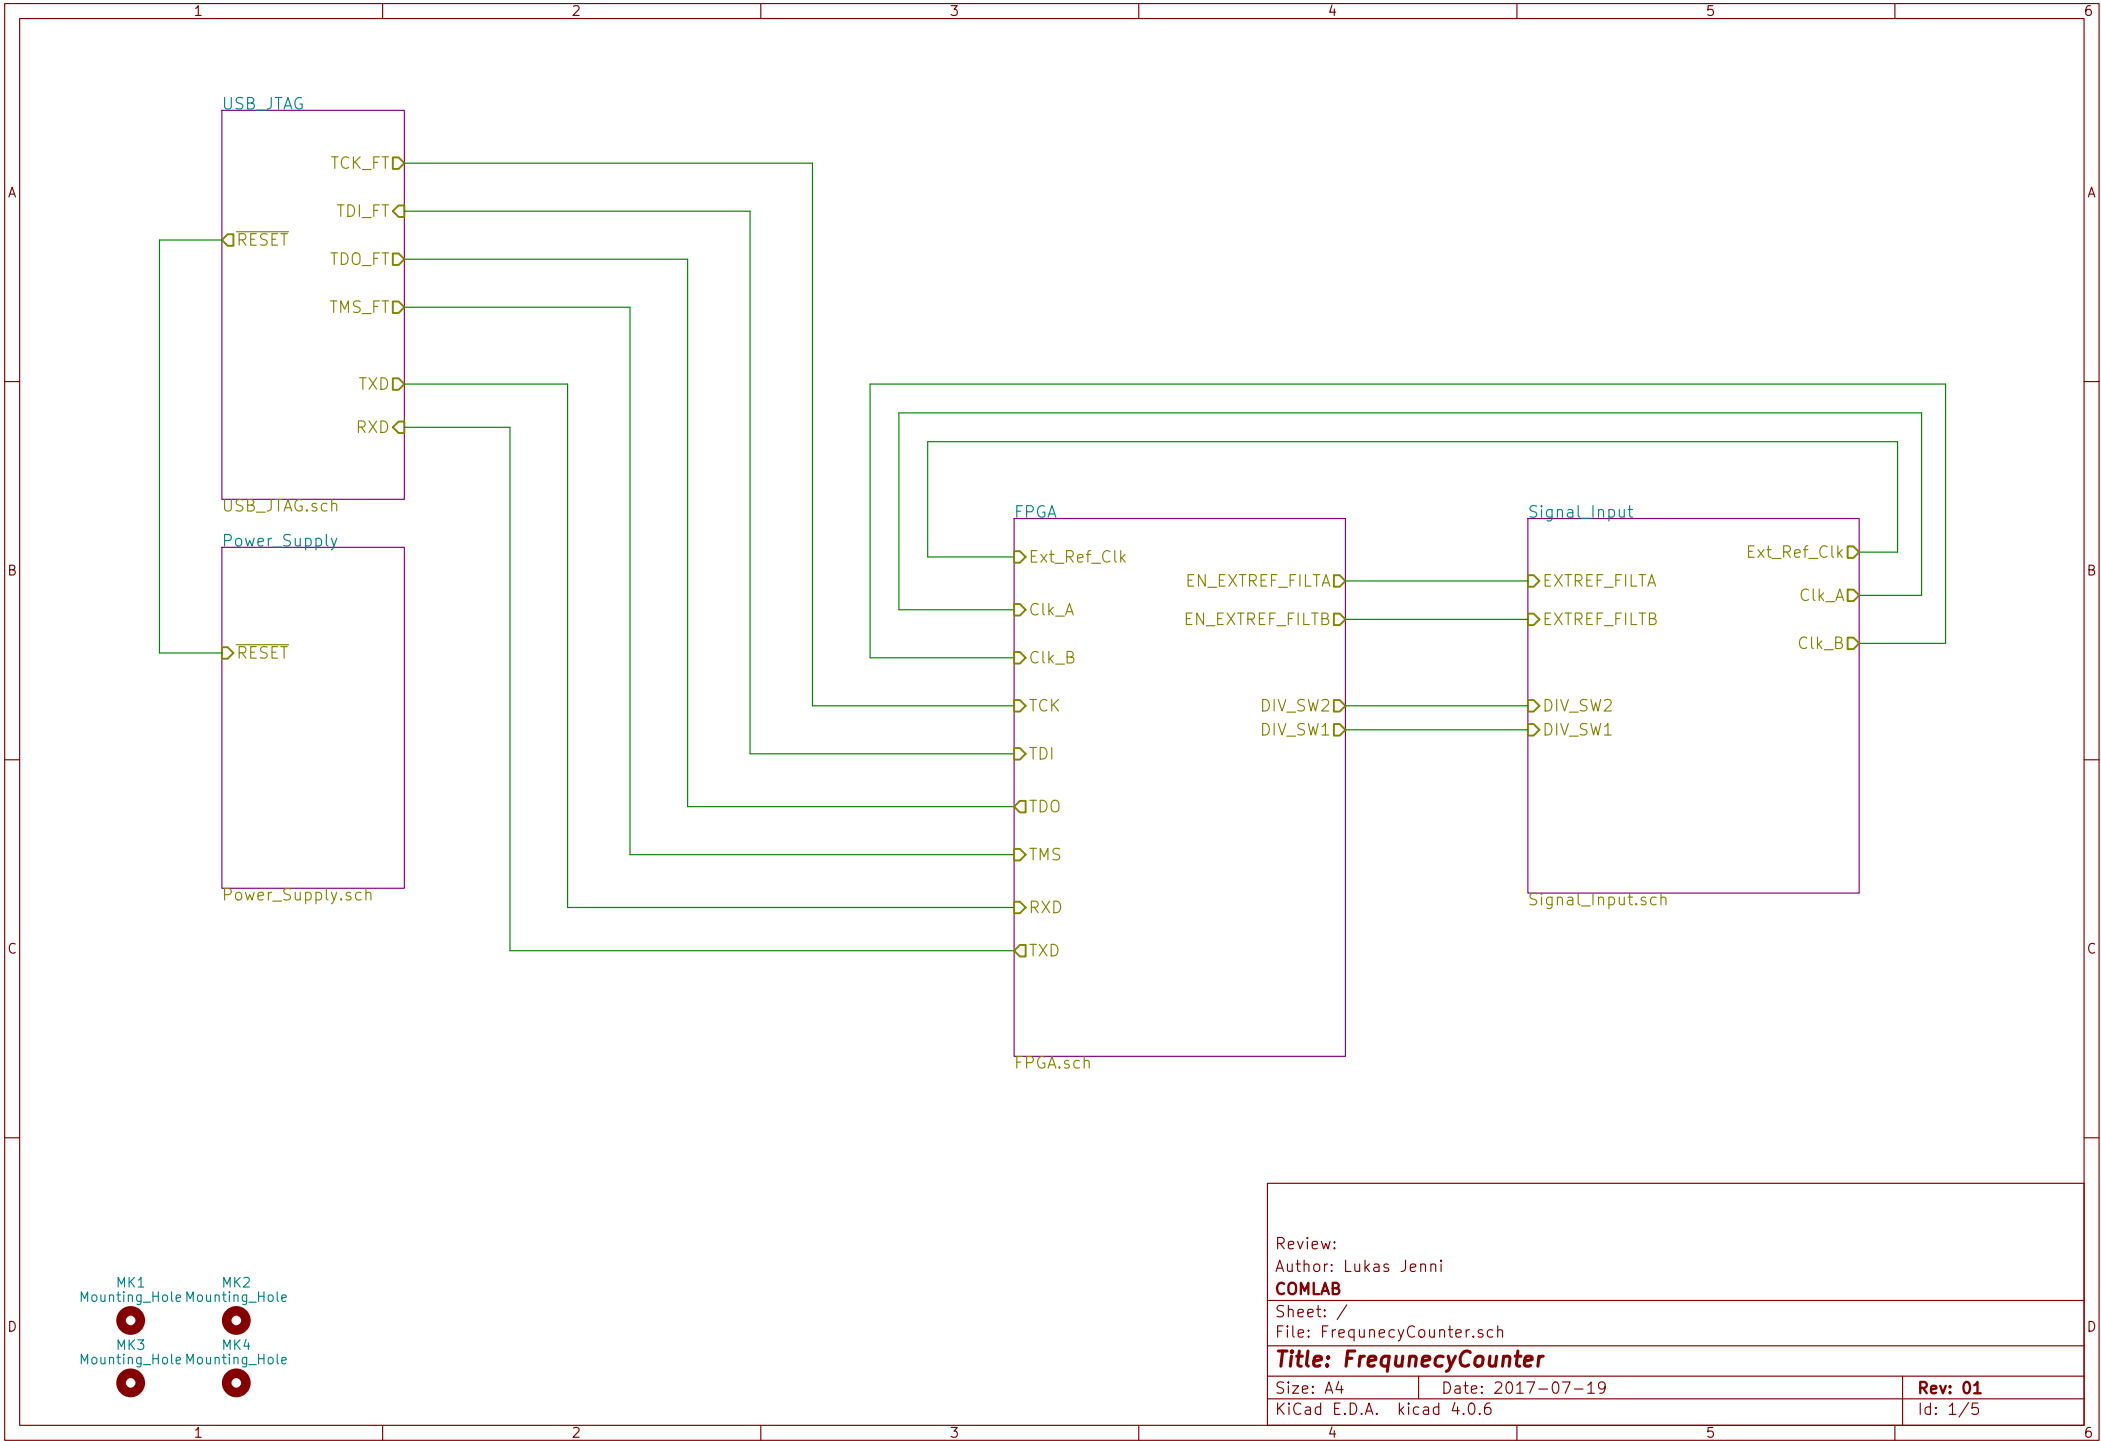 1 2 3 4 5 6
A A
B B
C C
D D
USB_JTAG
TCK_FT
TDI_FT
RESET
TDO_FT
TMS_FT
TXD
RXD
USB_JTAG.sch
Power_Supply
RESET
Power_Supply.sch
FPGA
Ext_Ref_Clk
EN_EXTREF_FILTA
Clk_A
EN_EXTREF_FILTB
Clk_B
TCK
DIV_SW2
DIV_SW1
TDI
TDO
TMS
RXD
TXD
FPGA.sch
Signal_Input
Ext_Ref_Clk
EXTREF_FILTA
Clk_A
EXTREF_FILTB
Clk_B
DIV_SW2
DIV_SW1
Signal_Input.sch
MK1 MK2
Mounting_Hole Mounting_Hole
MK3 MK4
Mounting_Hole Mounting_Hole
Review:
Author: Lukas Jenni
COMLAB
Sheet: /
File: FrequnecyCounter.sch
Title: FrequnecyCounter
Size: A4 Date: 2017-07-19 Rev: 01
KiCad E.D.A. kicad 4.0.6 Id: 1/5
1 2 3 4 5 6